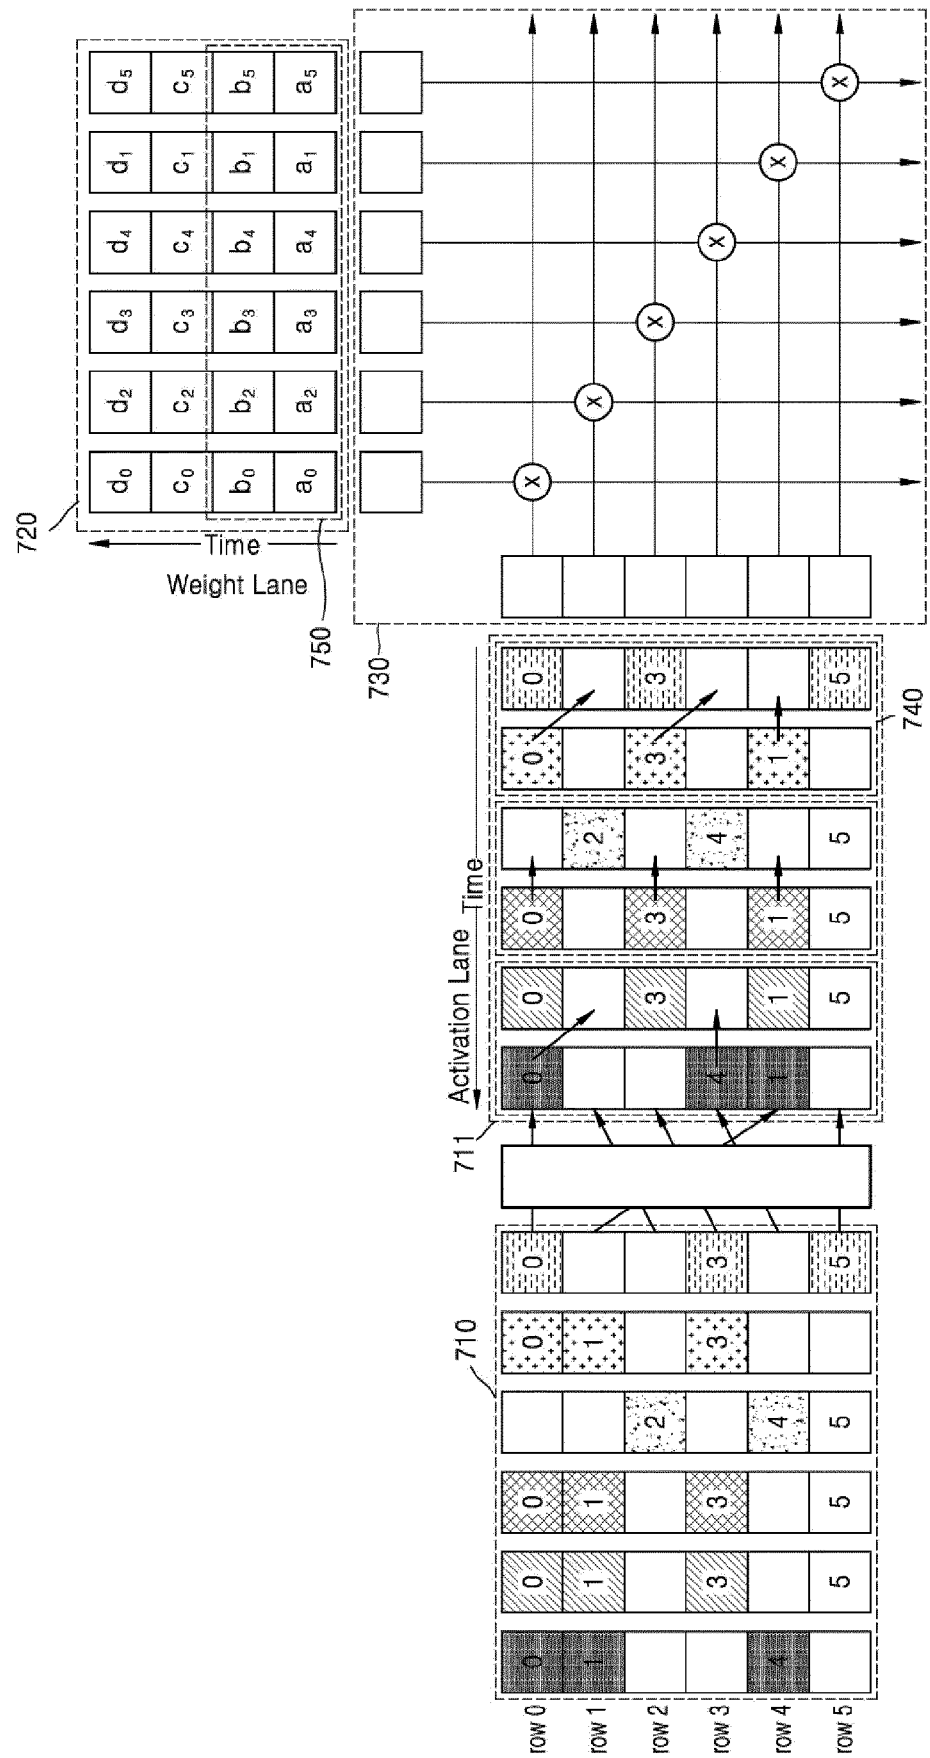 720
d₀ d₂ d₃ d₄ d₁ d₅
c₀ c₂ c₃ c₄ c₁ c₅
b₀ b₂ b₃ b₄ b₁ b₅
a₀ a₂ a₃ a₄ a₁ a₅
Time
Weight Lane
750
730
Activation Lane
Time
710
711
row 0 0 0 0 0 0 0 0 0 0 0 X
row 1 1 1 1 1 2 X
row 2 2 3 3 3 3 X
row 3 3 3 3 3 4 4 X
row 4 4 4 1 1 1 1 X
row 5 5 5 5 5 5 5 5 5 X
740